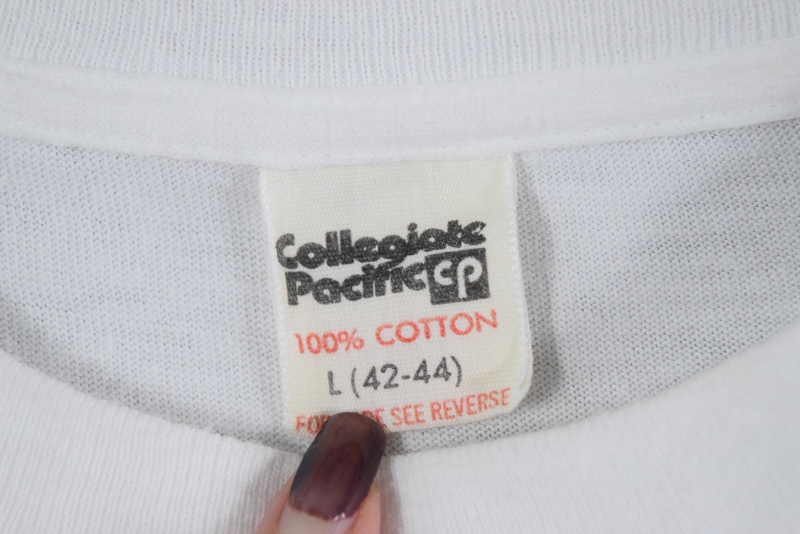 Collegiate
Pacific CP
100% COTTON
L (42-44)
SEE REVERSE